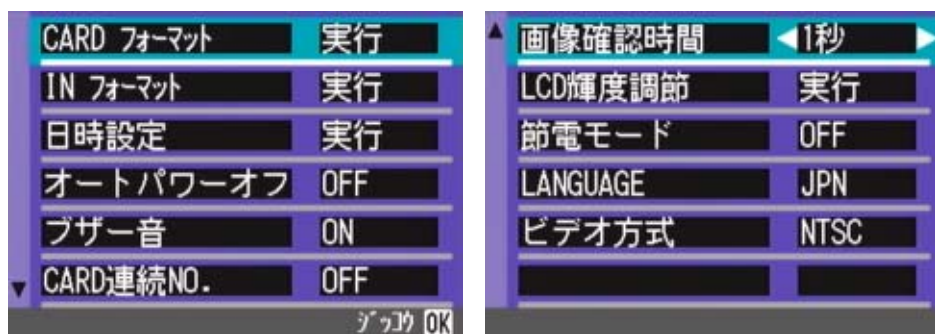 CARD フォーマット 実行
IN フォーマット 実行
日時設定 実行
オートパワーオフ OFF
ブザー音 ON
CARD連続NO. OFF
ジッコウ OK
画像確認時間 1秒
LCD輝度調節 実行
節電モード OFF
LANGUAGE JPN
ビデオ方式 NTSC